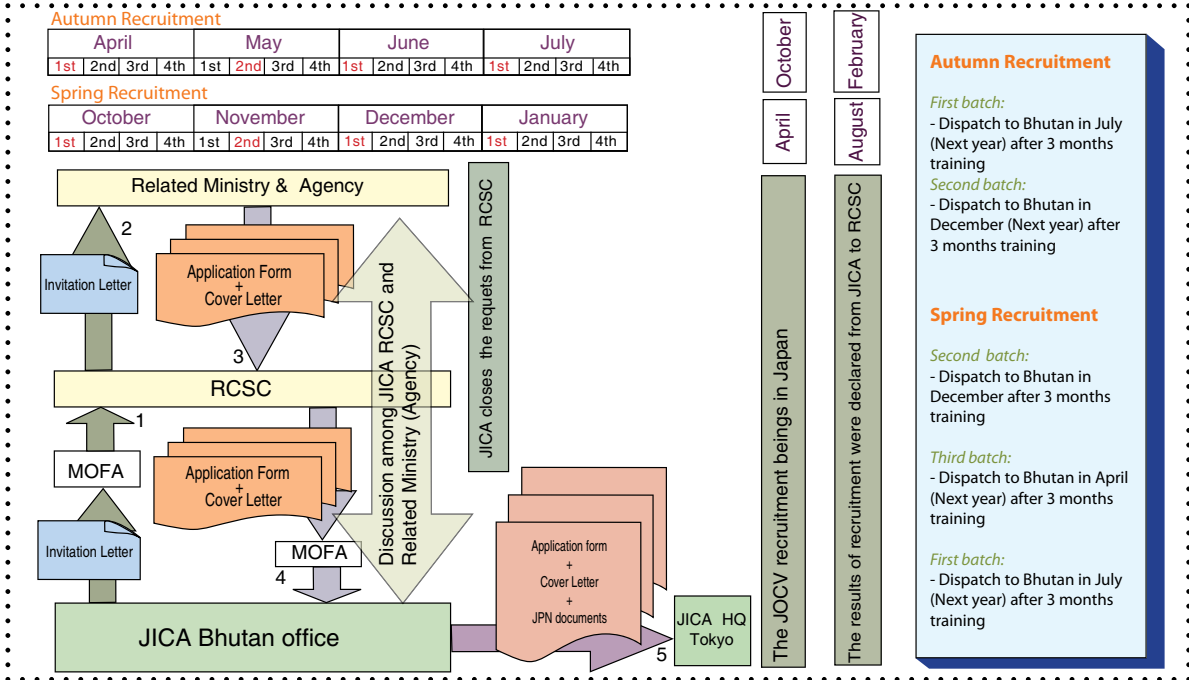 Autumn Recruitment
April May June July
1st 2nd 3rd 4th 1st 2nd 3rd 4th 1st 2nd 3rd 4th 1st 2nd 3rd 4th
Spring Recruitment
October November December January
1st 2nd 3rd 4th 1st 2nd 3rd 4th 1st 2nd 3rd 4th 1st 2nd 3rd 4th
Related Ministry & Agency
2
Invitation Letter
Application Form
+
Cover Letter
3
RCSC
1
MOFA
Application Form
+
Cover Letter
Invitation Letter
MOFA
4
JICA Bhutan office
Discussion among JICA RCSC and
Related Ministry (Agency)
JICA closes the requets from RCSC
Application form
+
Cover Letter
+
JPN documents
5
JICA HQ
Tokyo
October
April
The JOCV recruitment beings in Japan
February
August
The results of recruitment were declared from JICA to RCSC
Autumn Recruitment
First batch:
- Dispatch to Bhutan in July
(Next year) after 3 months
training
Second batch:
- Dispatch to Bhutan in
December (Next year) after
3 months training
Spring Recruitment
Second batch:
- Dispatch to Bhutan in
December after 3 months
training
Third batch:
- Dispatch to Bhutan in April
(Next year) after 3 months
training
First batch:
- Dispatch to Bhutan in July
(Next year) after 3 months
training